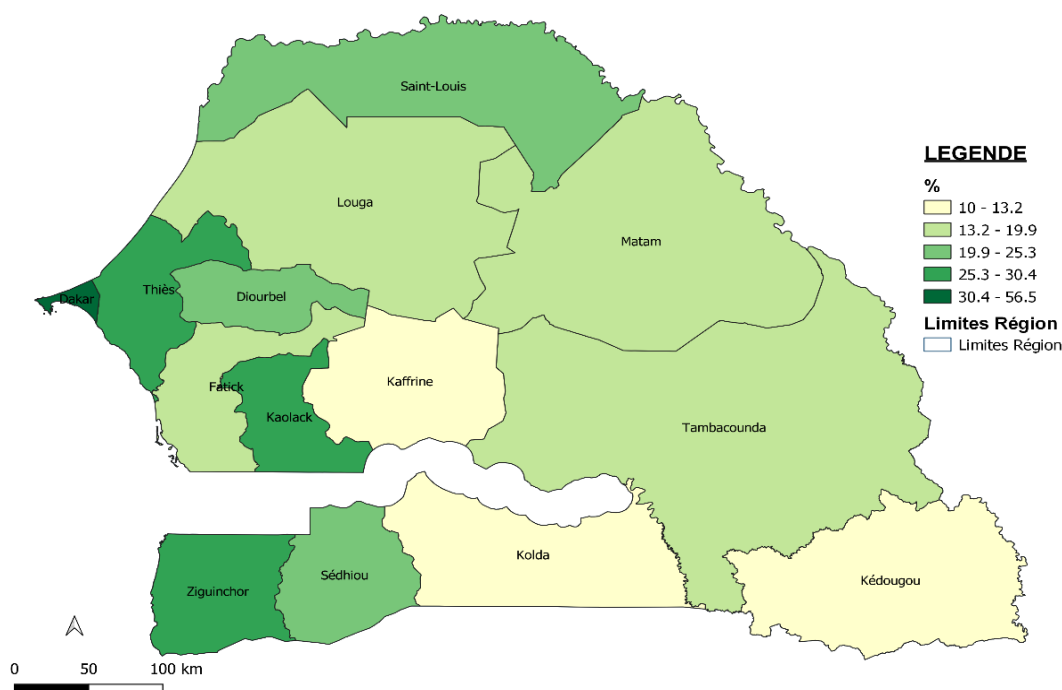 Saint-Louis
Louga
Matam
Dakar
Thiès
Diourbel
Fatick
Kaolack
Kaffrine
Tambacounda
Ziguinchor
Sédhiou
Kolda
Kédougou
LEGENDE
%
10 - 13.2
13.2 - 19.9
19.9 - 25.3
25.3 - 30.4
30.4 - 56.5
Limites Région
Limites Région
0 50 100 km